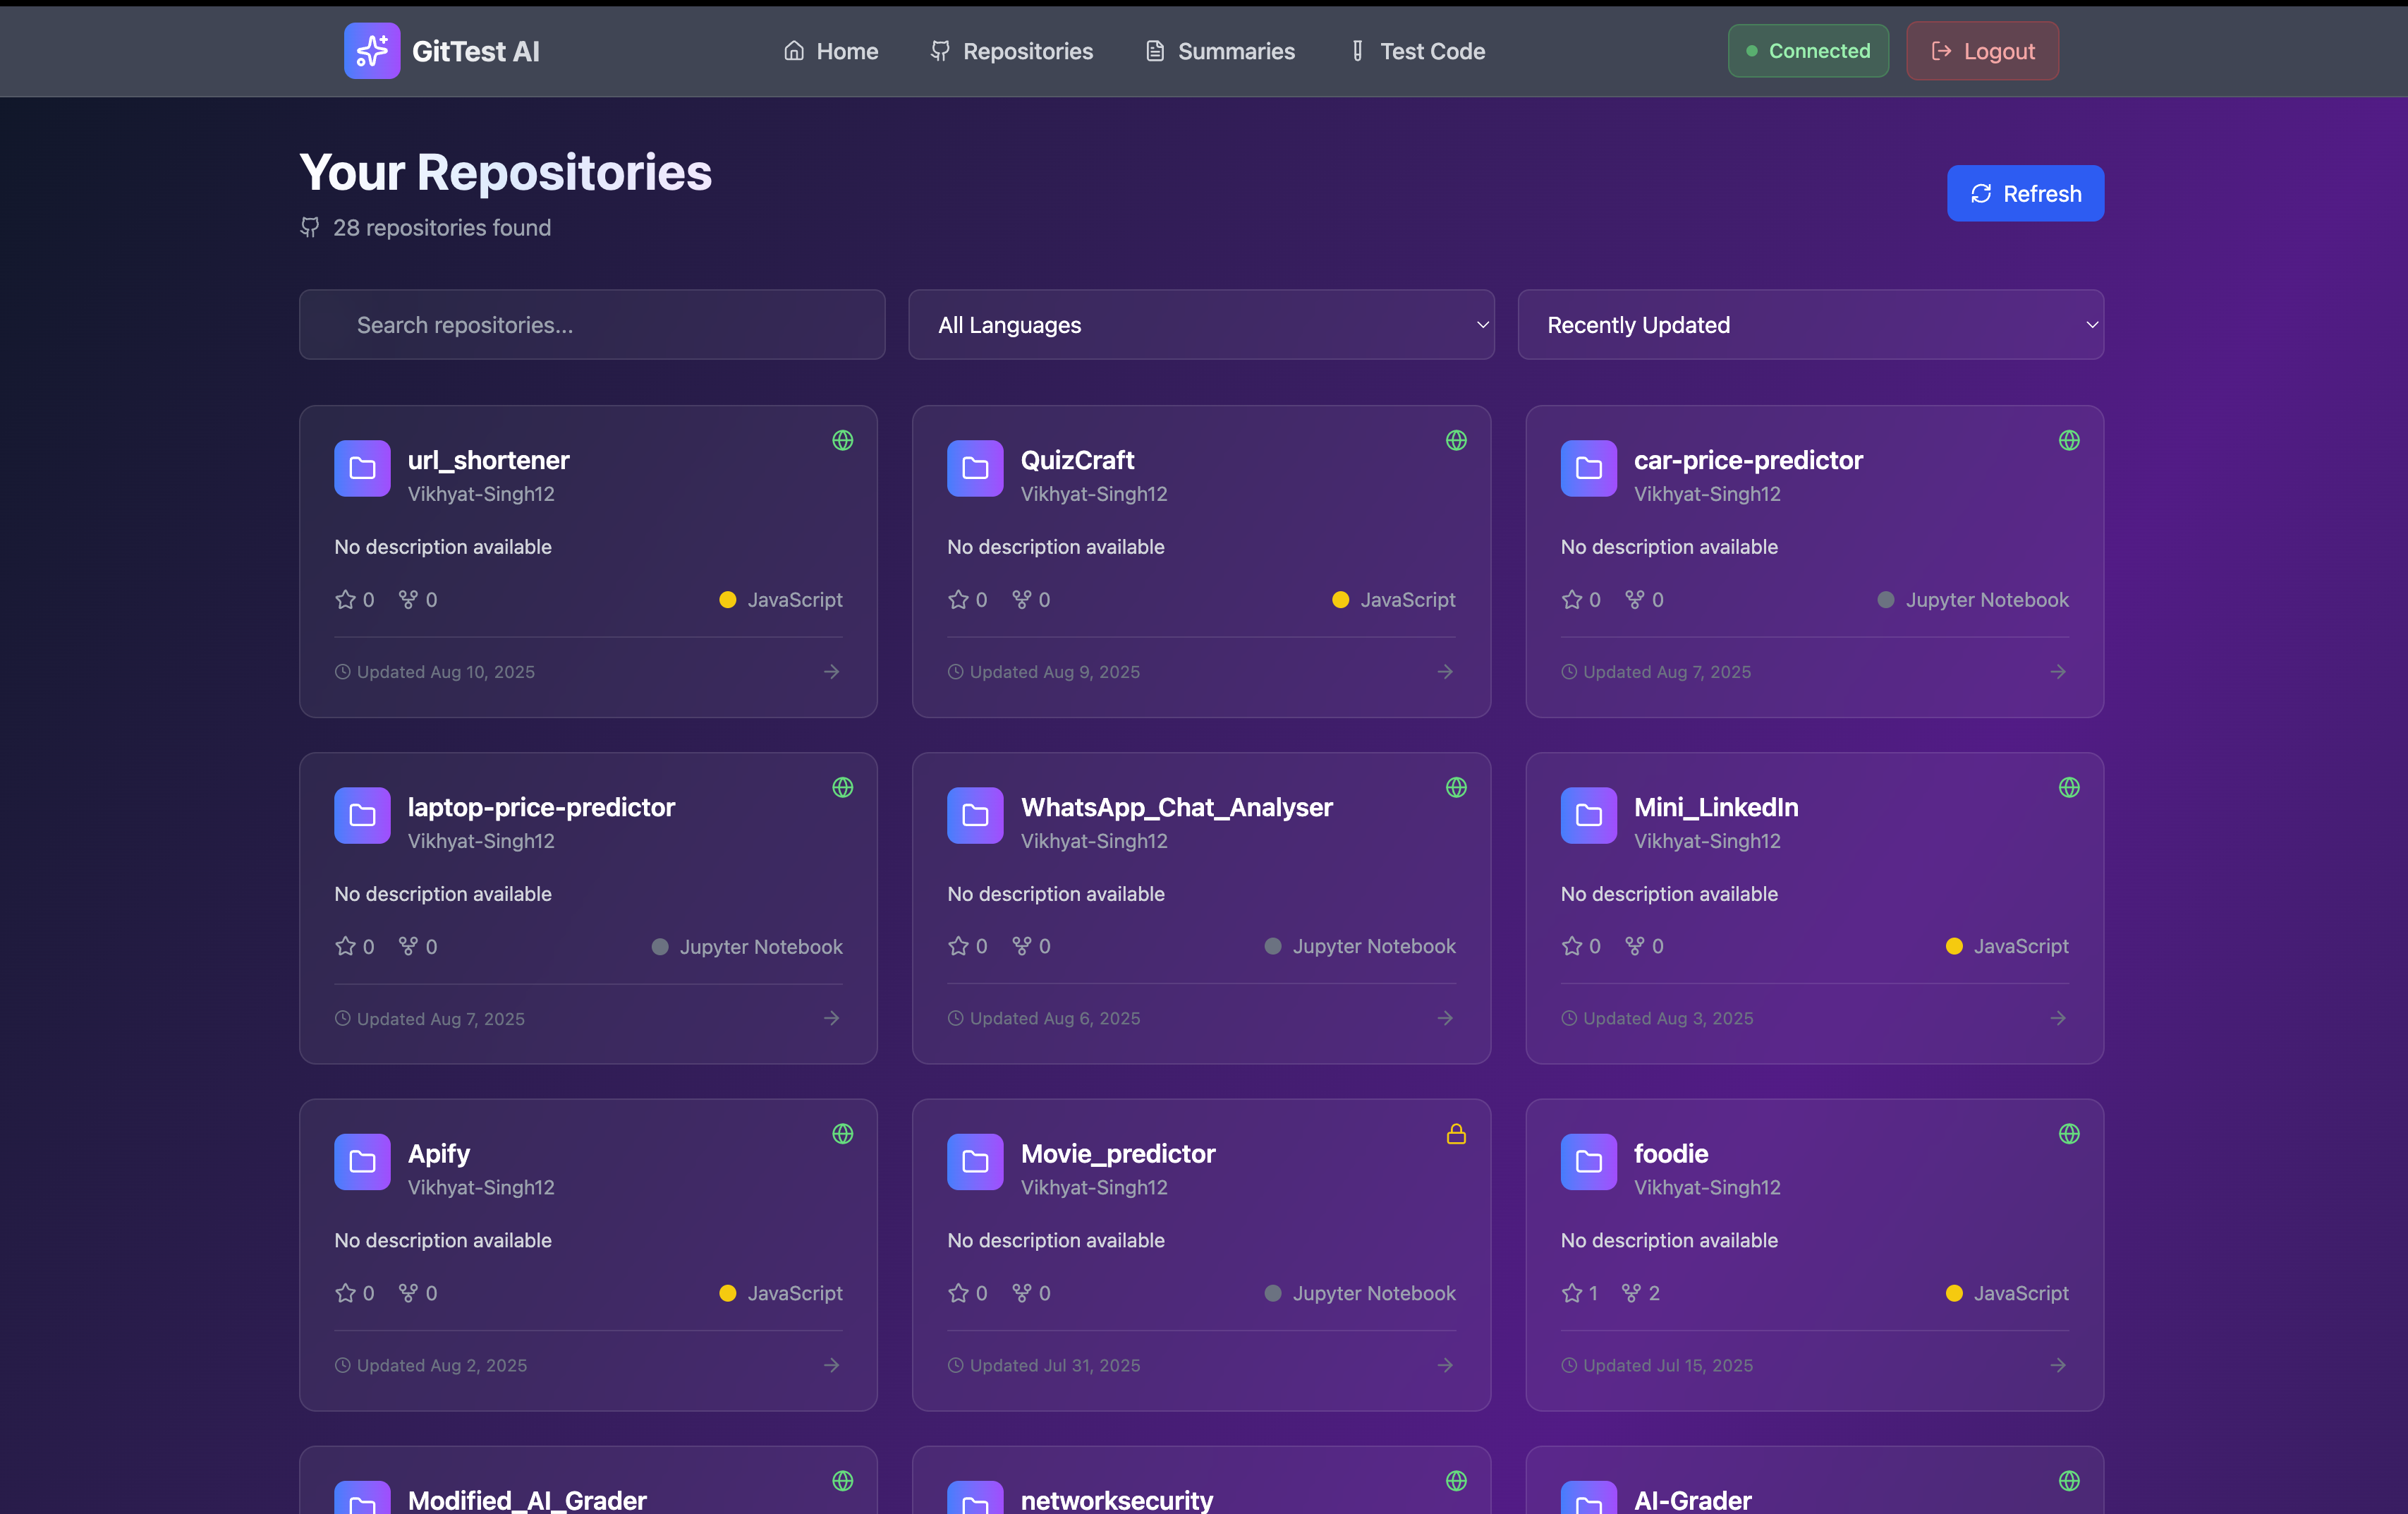 GitTest AI
Home
Repositories
Summaries
Test Code
Connected
Logout
Your Repositories
28 repositories found
Refresh
Search repositories...
All Languages
Recently Updated
url_shortener
Vikhyat-Singh12
No description available
0 0 JavaScript
Updated Aug 10, 2025
QuizCraft
Vikhyat-Singh12
No description available
0 0 JavaScript
Updated Aug 9, 2025
car-price-predictor
Vikhyat-Singh12
No description available
0 0 Jupyter Notebook
Updated Aug 7, 2025
laptop-price-predictor
Vikhyat-Singh12
No description available
0 0 Jupyter Notebook
Updated Aug 7, 2025
WhatsApp_Chat_Analyser
Vikhyat-Singh12
No description available
0 0 Jupyter Notebook
Updated Aug 6, 2025
Mini_LinkedIn
Vikhyat-Singh12
No description available
0 0 JavaScript
Updated Aug 3, 2025
Apify
Vikhyat-Singh12
No description available
0 0 JavaScript
Updated Aug 2, 2025
Movie_predictor
Vikhyat-Singh12
No description available
0 0 Jupyter Notebook
Updated Jul 31, 2025
foodie
Vikhyat-Singh12
No description available
1 2 JavaScript
Updated Jul 15, 2025
Modified_AI_Grader
networksecurity
AI-Grader